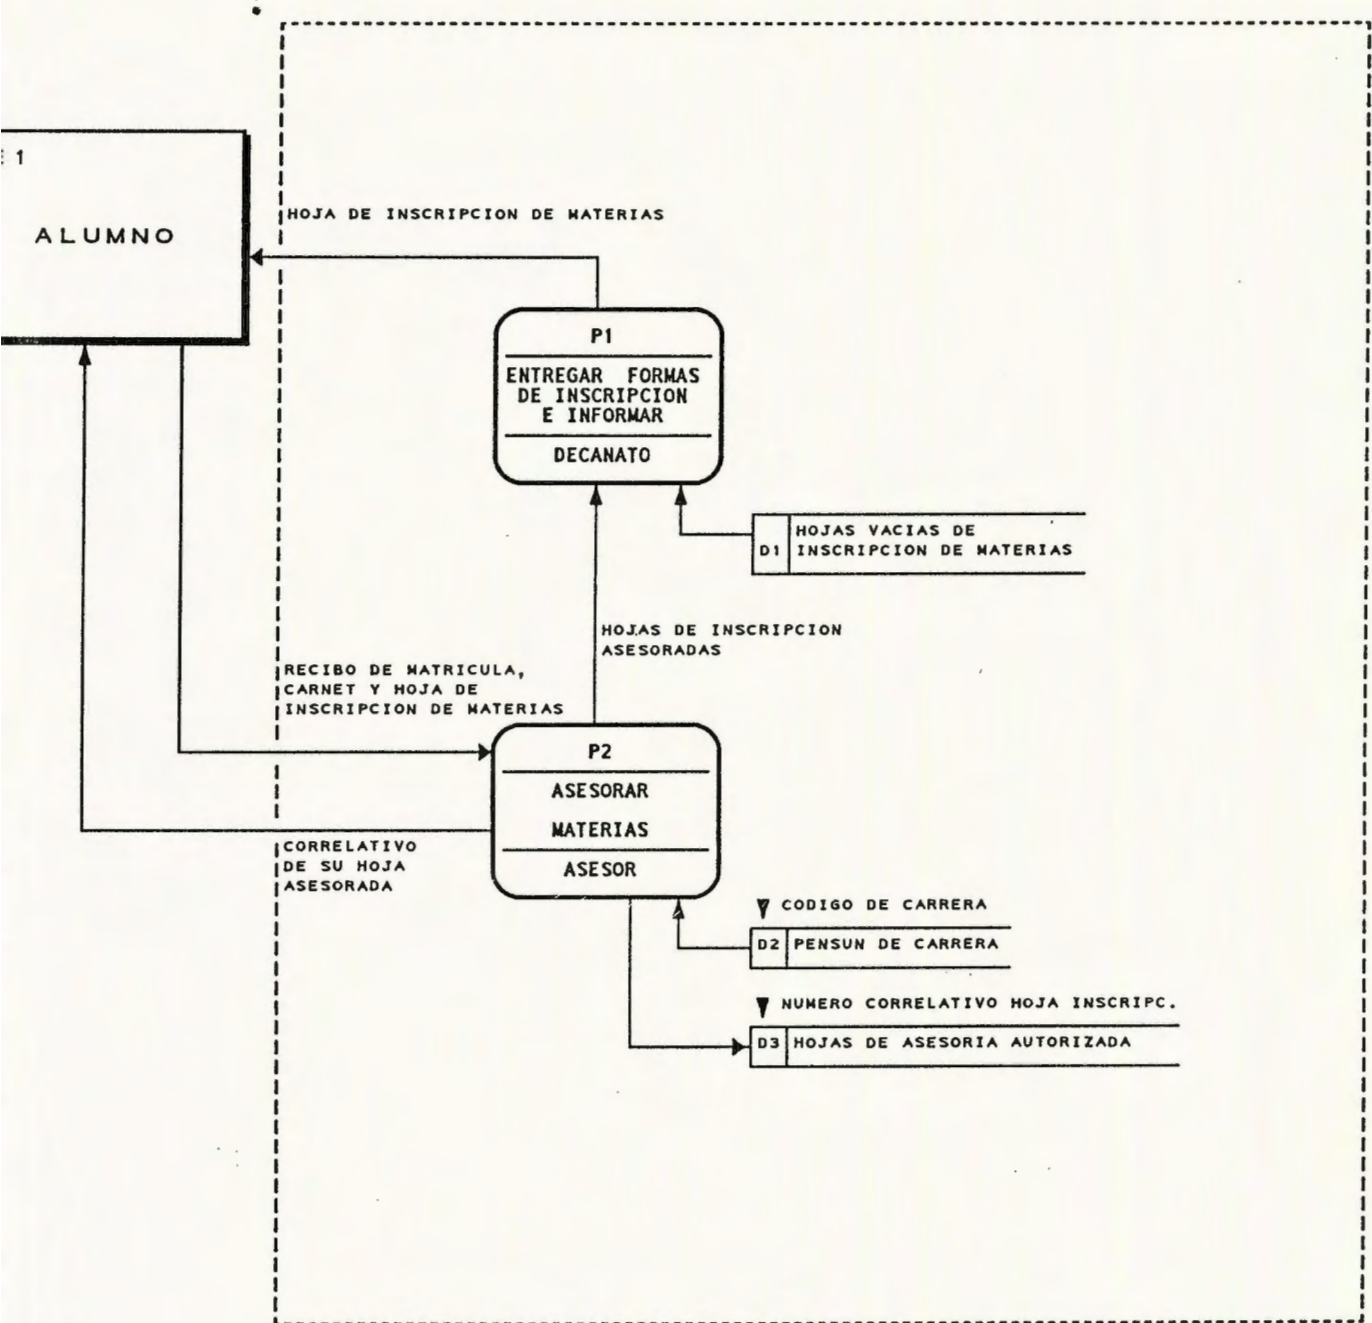 E 1
ALUMNO
HOJA DE INSCRIPCION DE MATERIAS
P1
ENTREGAR FORMAS
DE INSCRIPCION
E INFORMAR
DECANATO
HOJAS VACIAS DE
D1 INSCRIPCION DE MATERIAS
HOJAS DE INSCRIPCION
ASESORADAS
RECIBO DE MATRICULA,
CARNET Y HOJA DE
INSCRIPCION DE MATERIAS
P2
ASESORAR
MATERIAS
ASESOR
CORRELATIVO
DE SU HOJA
ASESORADA
CODIGO DE CARRERA
D2 PENSUN DE CARRERA
NUMERO CORRELATIVO HOJA INSCRIPC.
D3 HOJAS DE ASESORIA AUTORIZADA